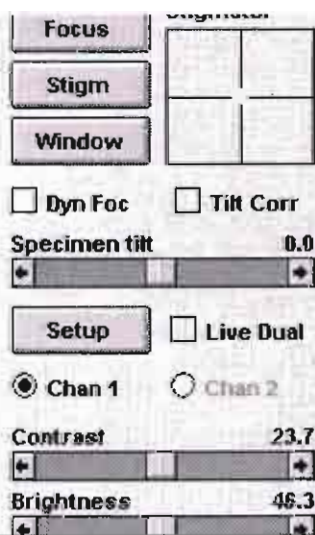 Focus
Stigmator
Stigm
Window
Dyn Foc
Tilt Corr
Specimen tilt 0.0
Setup
Live Dual
Chan 1
Chan 2
Contrast 23.7
Brightness 46.3